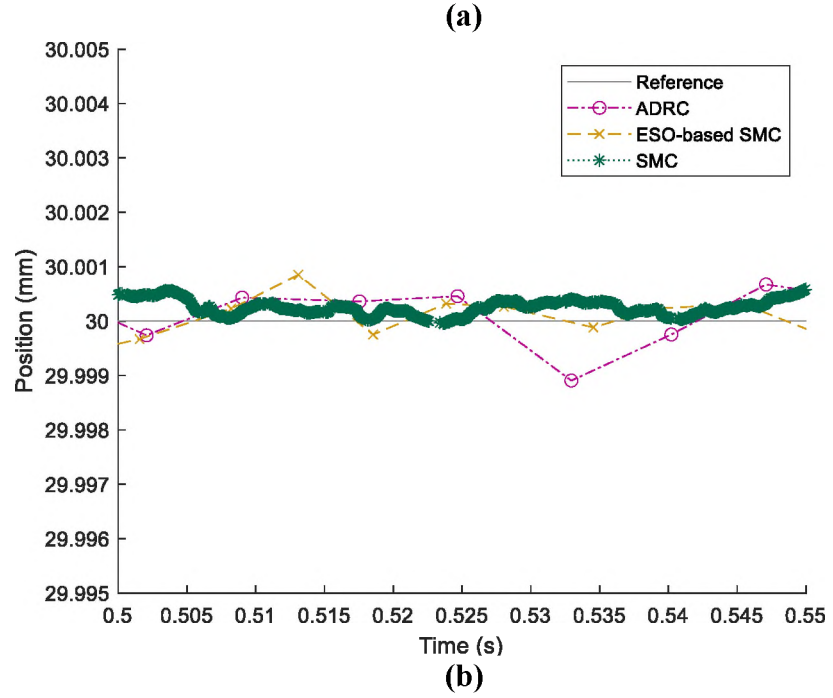 (a)
30.005
30.004
30.003
30.002
30.001
30
29.999
29.998
29.997
29.996
29.995
Position (mm)
Reference
ADRC
ESO-based SMC
SMC
0.5 0.505 0.51 0.515 0.52 0.525 0.53 0.535 0.54 0.545 0.55
Time (s)
(b)